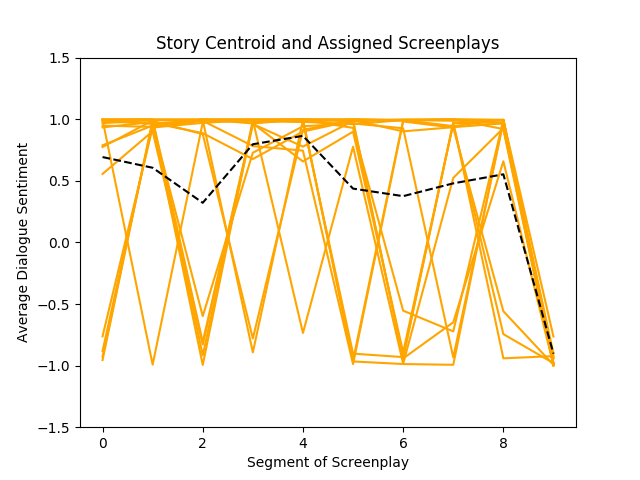 Story Centroid and Assigned Screenplays
1.5
1.0
0.5
0.0
−0.5
−1.0
−1.5
Average Dialogue Sentiment
0 2 4 6 8
Segment of Screenplay